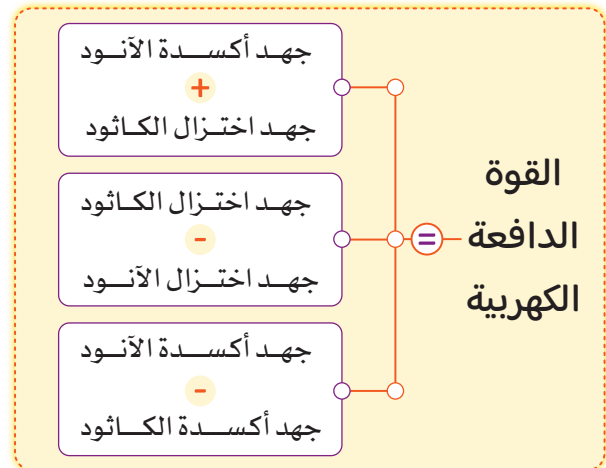 القوة
الدافعة
الكهربية
=
جهد أكسدة الآنود
+
جهد اختزال الكاثود
جهد اختزال الكاثود
-
جهد اختزال الآنود
جهد أكسدة الآنود
-
جهد أكسدة الكاثود